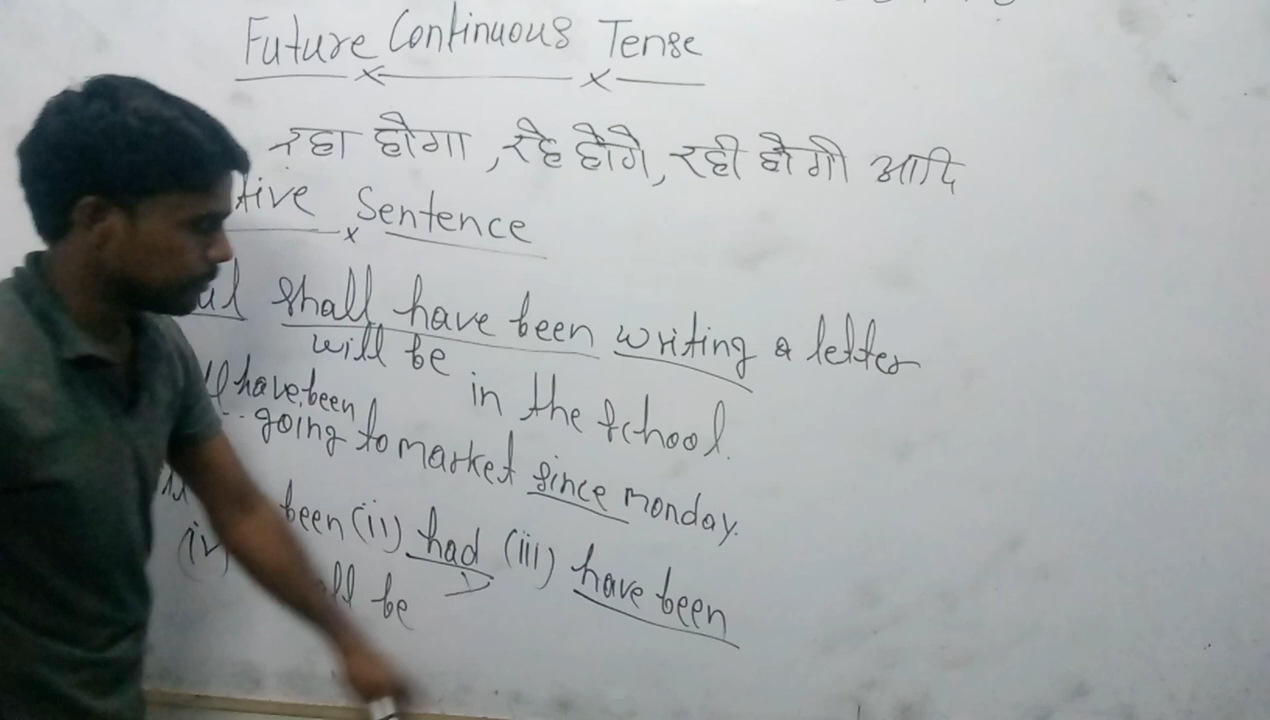 Future Continuous Tense
रहा होगा, रहे होंगे, रही होगी आदि
tive Sentence
ul shall have been writing a letter
will be in the school.
have been
going to market since monday.
been (ii) had (iii) have been
(iv) ll be